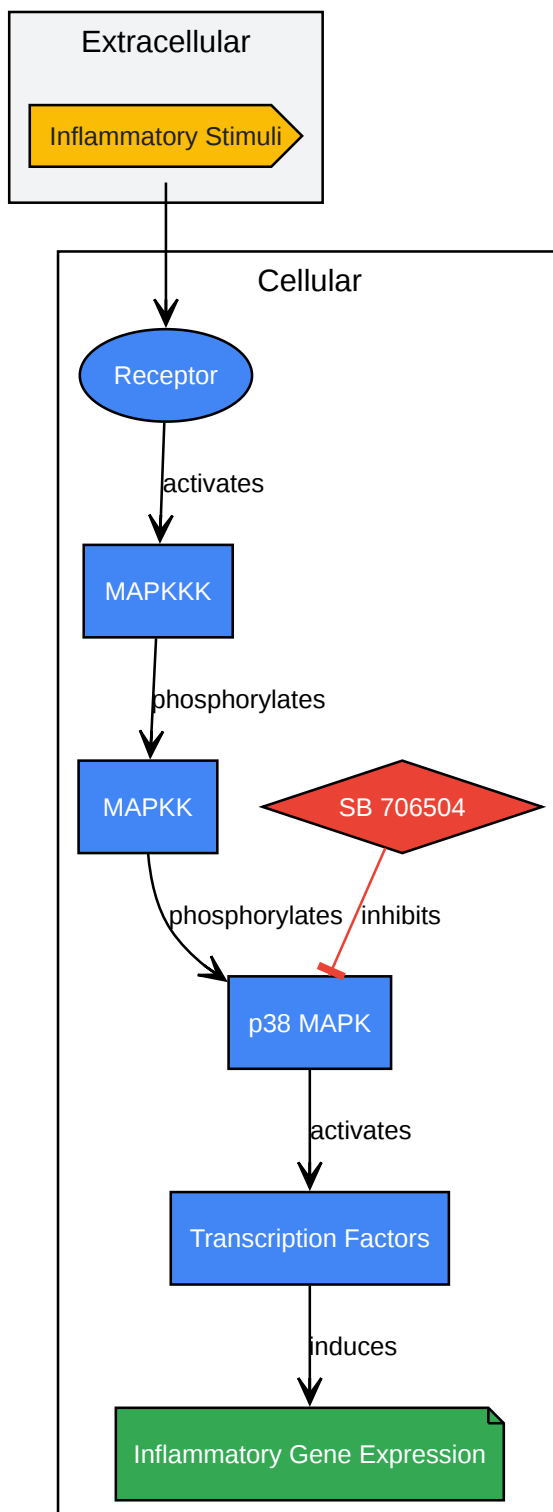 Extracellular
Inflammatory Stimuli
Cellular
Receptor
activates
MAPKKK
phosphorylates
MAPKK
SB 706504
phosphorylates
inhibits
p38 MAPK
activates
Transcription Factors
induces
Inflammatory Gene Expression